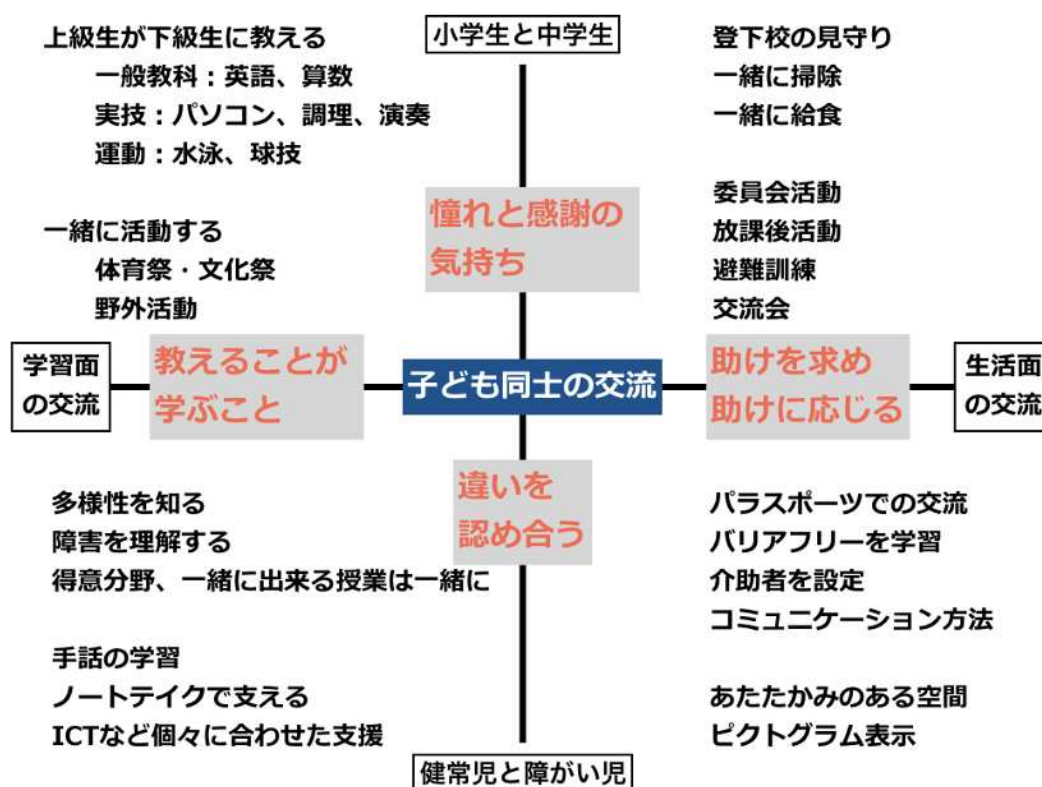 小学生と中学生
上級生が下級生に教える
一般教科：英語、算数
実技：パソコン、調理、演奏
運動：水泳、球技
一緒に活動する
体育祭・文化祭
野外活動
登下校の見守り
一緒に掃除
一緒に給食
委員会活動
放課後活動
避難訓練
交流会
憧れと感謝の
気持ち
学習面
の交流
教えることが
学ぶこと
子ども同士の交流
助けを求め
助けに応じる
生活面
の交流
違いを
認め合う
多様性を知る
障害を理解する
得意分野、一緒に出来る授業は一緒に
手話の学習
ノートテイクで支える
ICTなど個々に合わせた支援
パラスポーツでの交流
バリアフリーを学習
介助者を設定
コミュニケーション方法
あたたかみのある空間
ピクトグラム表示
健常児と障がい児